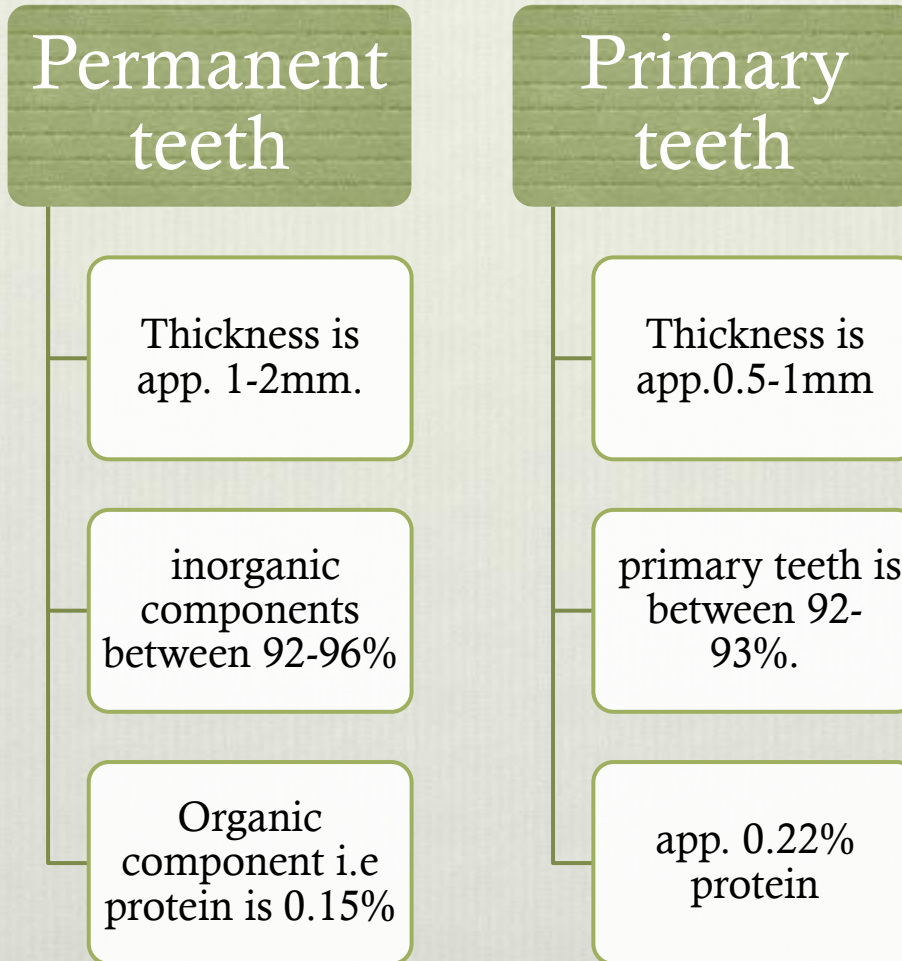 Permanent
teeth
Thickness is
app. 1-2mm.
inorganic
components
between 92-96%
Organic
component i.e
protein is 0.15%
Primary
teeth
Thickness is
app.0.5-1mm
primary teeth is
between 92-
93%.
app. 0.22%
protein